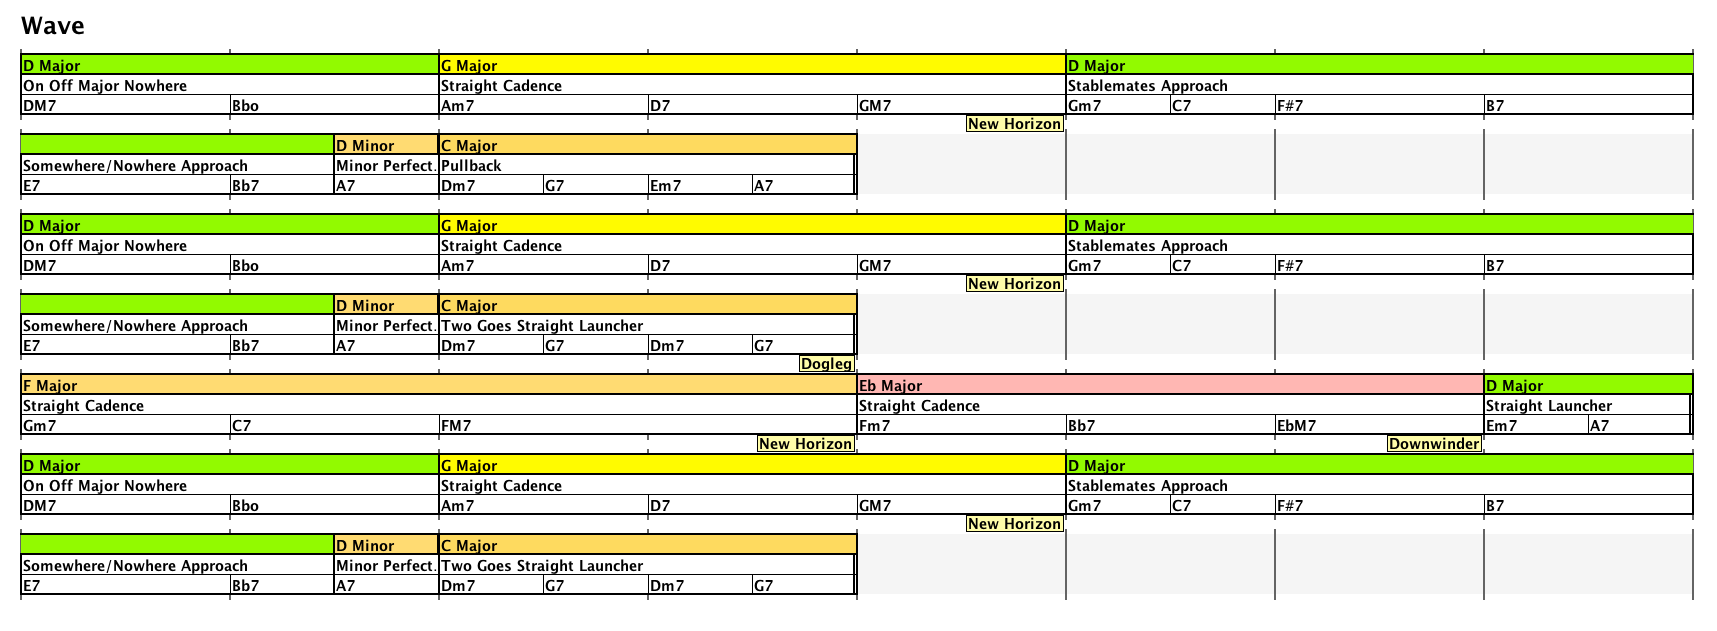 Wave
D Major G Major D Major
On Off Major Nowhere Straight Cadence Stablemates Approach
DM7 Bbo Am7 D7 GM7 Gm7 C7 F#7 B7
New Horizon
D Minor C Major
Somewhere/Nowhere Approach Minor Perfect. Pullback
E7 Bb7 A7 Dm7 G7 Em7 A7
D Major G Major D Major
On Off Major Nowhere Straight Cadence Stablemates Approach
DM7 Bbo Am7 D7 GM7 Gm7 C7 F#7 B7
New Horizon
D Minor C Major
Somewhere/Nowhere Approach Minor Perfect. Two Goes Straight Launcher
E7 Bb7 A7 Dm7 G7 Dm7 G7
Dogleg
F Major Eb Major D Major
Straight Cadence Straight Cadence Straight Launcher
Gm7 C7 FM7 Fm7 Bb7 EbM7 Em7 A7
New Horizon Downwinder
D Major G Major D Major
On Off Major Nowhere Straight Cadence Stablemates Approach
DM7 Bbo Am7 D7 GM7 Gm7 C7 F#7 B7
New Horizon
D Minor C Major
Somewhere/Nowhere Approach Minor Perfect. Two Goes Straight Launcher
E7 Bb7 A7 Dm7 G7 Dm7 G7